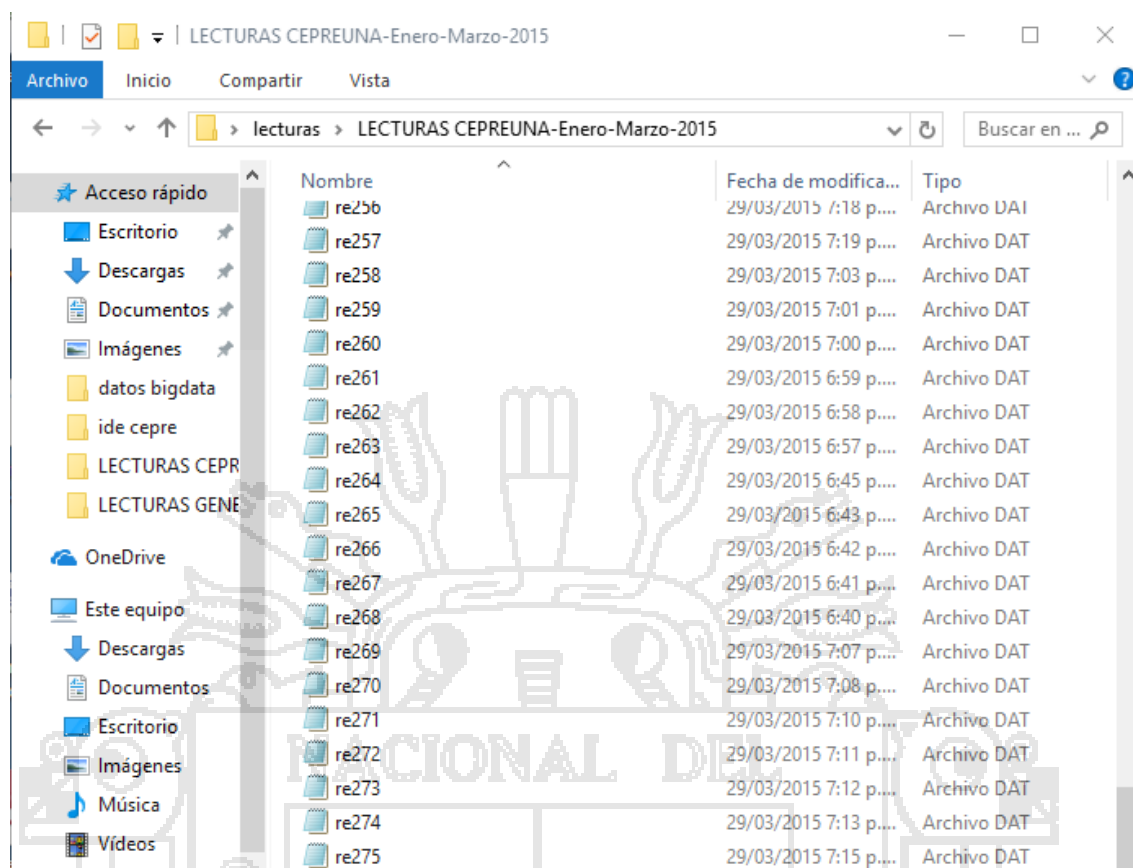 LECTURAS CEPREUNA-Enero-Marzo-2015
Archivo Inicio Compartir Vista
lecturas > LECTURAS CEPREUNA-Enero-Marzo-2015 Buscar en ...
Acceso rápido
Escritorio
Descargas
Documentos
Imágenes
datos bigdata
ide cepre
LECTURAS CEPR
LECTURAS GENE
OneDrive
Este equipo
Descargas
Documentos
Escritorio
Imágenes
Música
Vídeos
Nombre Fecha de modifica... Tipo
re256 29/03/2015 7:18 p.... Archivo DAT
re257 29/03/2015 7:19 p.... Archivo DAT
re258 29/03/2015 7:03 p.... Archivo DAT
re259 29/03/2015 7:01 p.... Archivo DAT
re260 29/03/2015 7:00 p.... Archivo DAT
re261 29/03/2015 6:59 p.... Archivo DAT
re262 29/03/2015 6:58 p.... Archivo DAT
re263 29/03/2015 6:57 p.... Archivo DAT
re264 29/03/2015 6:45 p.... Archivo DAT
re265 29/03/2015 6:43 p.... Archivo DAT
re266 29/03/2015 6:42 p.... Archivo DAT
re267 29/03/2015 6:41 p.... Archivo DAT
re268 29/03/2015 6:40 p.... Archivo DAT
re269 29/03/2015 7:07 p.... Archivo DAT
re270 29/03/2015 7:08 p.... Archivo DAT
re271 29/03/2015 7:10 p.... Archivo DAT
re272 29/03/2015 7:11 p.... Archivo DAT
re273 29/03/2015 7:12 p.... Archivo DAT
re274 29/03/2015 7:13 p.... Archivo DAT
re275 29/03/2015 7:15 p.... Archivo DAT
NACIONAL DEL